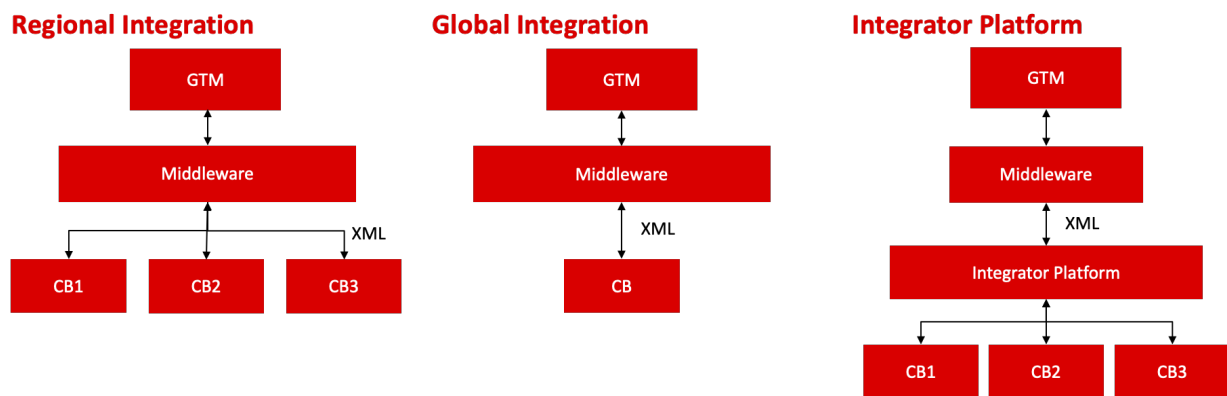 Regional Integration
GTM
Middleware
XML
CB1
CB2
CB3
Global Integration
GTM
Middleware
XML
CB
Integrator Platform
GTM
Middleware
XML
Integrator Platform
CB1
CB2
CB3